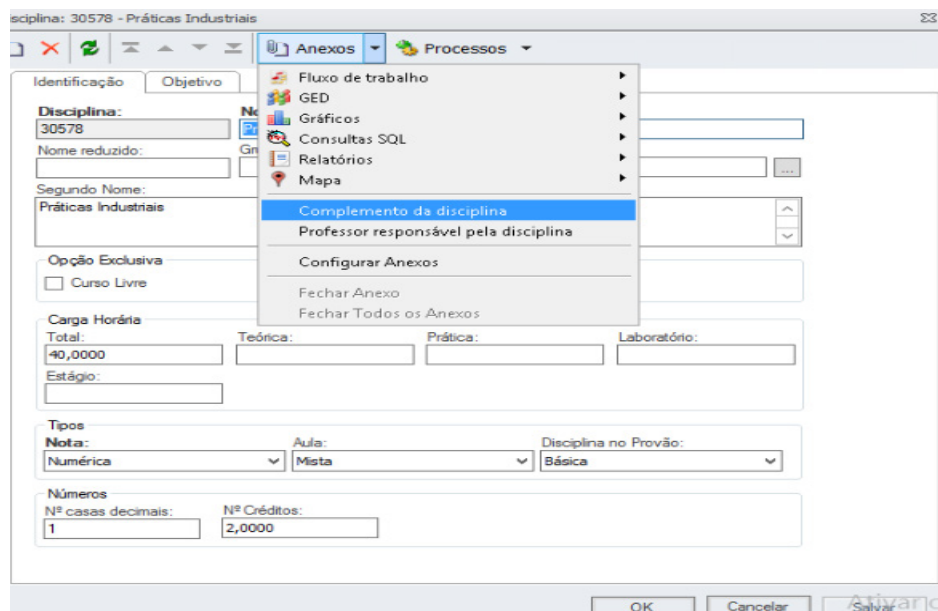 sciplina: 30578 - Práticas Industriais
Anexos Processos
Identificação Objetivo
Fluxo de trabalho
GED
Gráficos
Consultas SQL
Relatórios
Mapa
Complemento da disciplina
Professor responsável pela disciplina
Configurar Anexos
Fechar Anexo
Fechar Todos os Anexos
Disciplina:
30578
Nome reduzido:
Segundo Nome:
Práticas Industriais
Opção Exclusiva
Curso Livre
Carga Horária
Total: Teórica: Prática: Laboratório:
40,0000
Estágio:
Tipos
Nota: Aula: Disciplina no Provão:
Numérica Mista Básica
Números
Nº casas decimais: Nº Créditos:
1 2,0000
OK Cancelar Salvar